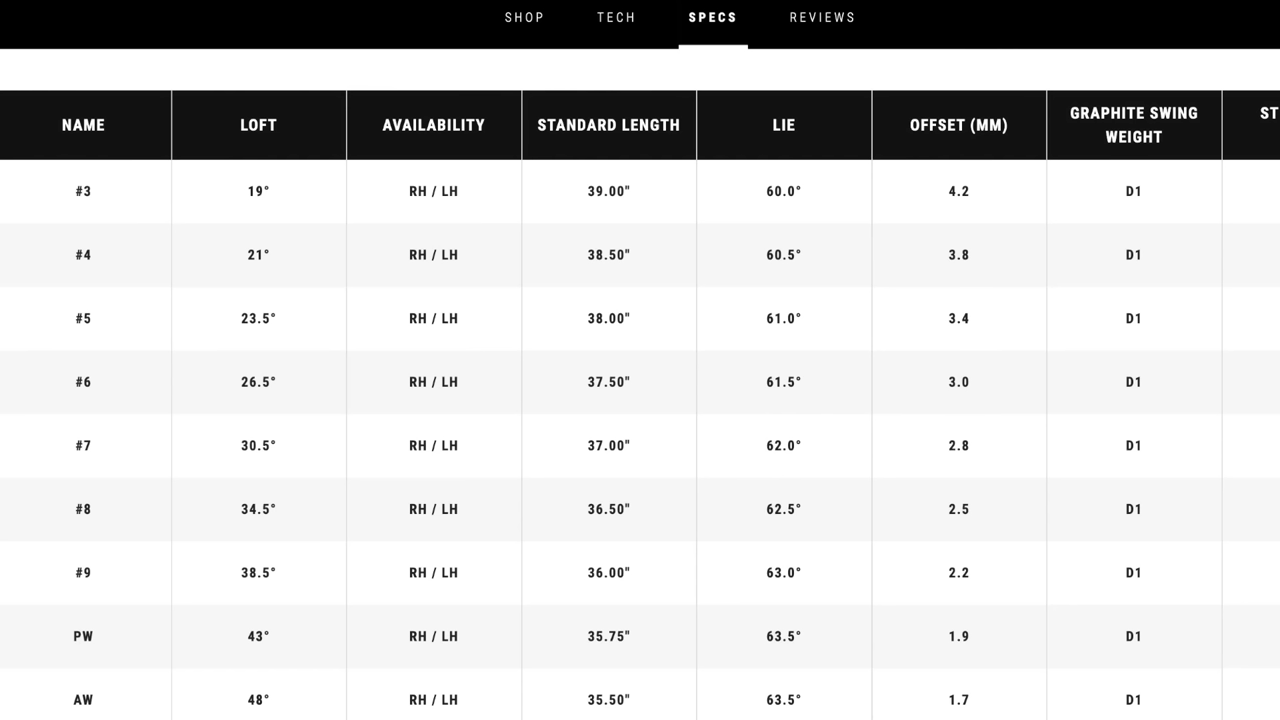 SHOP TECH SPECS REVIEWS
NAME LOFT AVAILABILITY STANDARD LENGTH LIE OFFSET (MM) GRAPHITE SWING WEIGHT ST
#3 19° RH / LH 39.00" 60.0° 4.2 D1
#4 21° RH / LH 38.50" 60.5° 3.8 D1
#5 23.5° RH / LH 38.00" 61.0° 3.4 D1
#6 26.5° RH / LH 37.50" 61.5° 3.0 D1
#7 30.5° RH / LH 37.00" 62.0° 2.8 D1
#8 34.5° RH / LH 36.50" 62.5° 2.5 D1
#9 38.5° RH / LH 36.00" 63.0° 2.2 D1
PW 43° RH / LH 35.75" 63.5° 1.9 D1
AW 48° RH / LH 35.50" 63.5° 1.7 D1